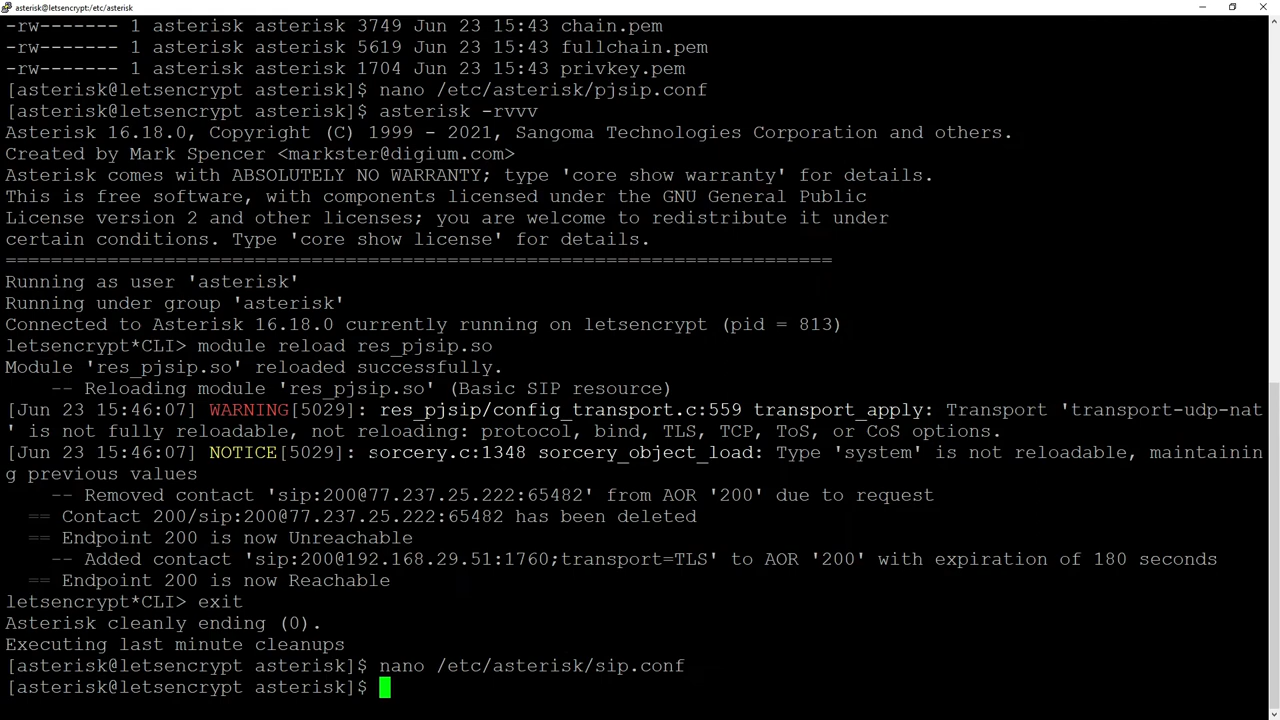 asterisk@letsencrypt:/etc/asterisk
-rw------- 1 asterisk asterisk 3749 Jun 23 15:43 chain.pem
-rw------- 1 asterisk asterisk 5619 Jun 23 15:43 fullchain.pem
-rw------- 1 asterisk asterisk 1704 Jun 23 15:43 privkey.pem
[asterisk@letsencrypt asterisk]$ nano /etc/asterisk/pjsip.conf
[asterisk@letsencrypt asterisk]$ asterisk -rvvv
Asterisk 16.18.0, Copyright (C) 1999 - 2021, Sangoma Technologies Corporation and others.
Created by Mark Spencer <markster@digium.com>
Asterisk comes with ABSOLUTELY NO WARRANTY; type 'core show warranty' for details.
This is free software, with components licensed under the GNU General Public
License version 2 and other licenses; you are welcome to redistribute it under
certain conditions. Type 'core show license' for details.
=========================================================================
Running as user 'asterisk'
Running under group 'asterisk'
Connected to Asterisk 16.18.0 currently running on letsencrypt (pid = 813)
letsencrypt*CLI> module reload res_pjsip.so
Module 'res_pjsip.so' reloaded successfully.
    -- Reloading module 'res_pjsip.so' (Basic SIP resource)
[Jun 23 15:46:07] WARNING[5029]: res_pjsip/config_transport.c:559 transport_apply: Transport 'transport-udp-nat
' is not fully reloadable, not reloading: protocol, bind, TLS, TCP, ToS, or CoS options.
[Jun 23 15:46:07] NOTICE[5029]: sorcery.c:1348 sorcery_object_load: Type 'system' is not reloadable, maintainin
g previous values
    -- Removed contact 'sip:200@77.237.25.222:65482' from AOR '200' due to request
  == Contact 200/sip:200@77.237.25.222:65482 has been deleted
  == Endpoint 200 is now Unreachable
    -- Added contact 'sip:200@192.168.29.51:1760;transport=TLS' to AOR '200' with expiration of 180 seconds
  == Endpoint 200 is now Reachable
letsencrypt*CLI> exit
Asterisk cleanly ending (0).
Executing last minute cleanups
[asterisk@letsencrypt asterisk]$ nano /etc/asterisk/sip.conf
[asterisk@letsencrypt asterisk]$